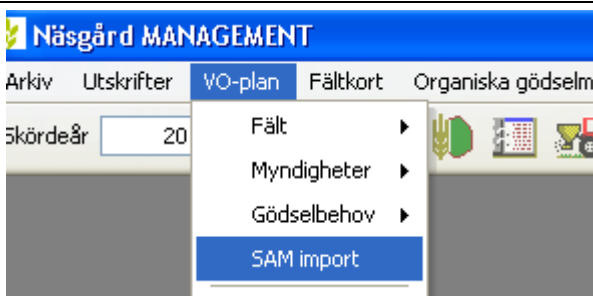 Näsgård MANAGEMENT
Arkiv Utskrifter VO-plan Fältkort Organiska gödselm
Skördeår 20
Fält
Myndigheter
Gödselbehov
SAM import